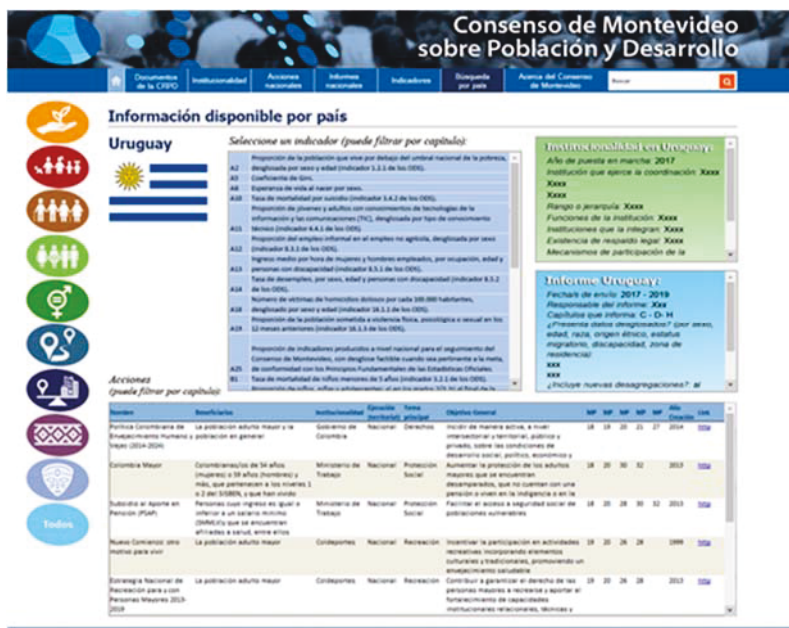 Consenso de Montevideo
sobre Población y Desarrollo
Documentos de la CRPD
Institucionalidad
Acciones nacionales
Informes nacionales
Indicadores
Búsqueda por país
Acerca del Consenso de Montevideo
Buscar
Información disponible por país
Uruguay
Seleccione un indicador (puede filtrar por capítulo):
Proporción de la población que vive por debajo del umbral nacional de la pobreza,
A2 desglosada por sexo y edad (indicador 1.2.1 de los ODS).
A3 Coeficiente de Gini.
Esperanza de vida al nacer por sexo.
A10 Tasa de mortalidad por suicidio (indicador 3.4.2 de los ODS).
Proporción de jóvenes y adultos con conocimientos de tecnologías de la
información y las comunicaciones (TIC), desglosada por tipo de conocimiento
A11 técnico (indicador 4.4.1 de los ODS).
Proporción del empleo informal en el empleo no agrícola, desglosada por sexo
A12 (indicador 8.3.1 de los ODS).
Ingreso medio por hora de mujeres y hombres empleados, por ocupación, edad y
A13 personas con discapacidad (indicador 8.5.1 de los ODS).
Tasa de desempleo, por sexo, edad y personas con discapacidad (indicador 8.5.2
A14 de los ODS).
Número de víctimas de homicidios dolosos por cada 100.000 habitantes,
A18 desglosado por sexo y edad (indicador 16.1.1 de los ODS).
Proporción de la población sometida a violencia física, psicológica o sexual en los
A19 12 meses anteriores (indicador 16.1.3 de los ODS).
Proporción de indicadores producidos a nivel nacional para el seguimiento del
Consenso de Montevideo, con desglose factible cuando sea pertinente a la meta,
A25 de conformidad con los Principios Fundamentales de las Estadísticas Oficiales.
B1 Tasa de mortalidad de niños menores de 5 años (indicador 3.2.1 de los ODS).
Institucionalidad en Uruguay:
Año de puesta en marcha: 2017
Institución que ejerce la coordinación: Xxxx
Xxxx
Xxxx
Rango o jerarquía: Xxxx
Funciones de la Institución: Xxxx
Instituciones que la integran: Xxxx
Existencia de respaldo legal: Xxxx
Mecanismos de participación de la
Informe Uruguay:
Fecha/s de envío: 2017 - 2019
Responsable del informe: Xxx
Capítulos que informa: C - D- H
¿Presenta datos desglosados? (por sexo,
edad, raza, origen étnico, estatus
migratorio, discapacidad, zona de
residencia):
xxx
xxx
¿Incluye nuevas desagregaciones?: si
Acciones
(puede filtrar por capítulo):
Nombre Beneficiarios Institucionalidad Ejecución (territorial) Tema principal Objetivo General MP MP MP MP MP Año Creación Link
Política Colombiana de Envejecimiento Humano y Vejez (2014-2024) La población adulto mayor y la población en general Gobierno de Colombia Nacional Derechos Incidir de manera activa, a nivel intersectorial y territorial, público y privado, sobre las condiciones de desarrollo social, político, económico y 18 19 20 21 27 2014 http
Colombia Mayor Colombianas/os de 54 años (mujeres) o 59 años (hombres) y más, que pertenecen a los niveles 1 o 2 del SISBEN, y que han vivido Ministerio de Trabajo Nacional Protección Social Aumentar la protección de los adultos mayores que se encuentran desamparados, que no cuentan con una pensión o viven en la indigencia o en la 18 20 30 32 2013 http
Subsidio al Aporte en Pensión (PSAP) Personas cuyo ingreso es igual o inferior a un salario mínimo (SMMLV)y que se encuentran afiliadas a salud, entre ellos Ministerio de Trabajo Nacional Protección Social Facilitar el acceso a seguridad social de poblaciones vulnerables 18 20 28 30 32 2013 http
Nuevo Comienzo: otro motivo para vivir La población adulto mayor Coldeportes Nacional Recreación Incentivar la participación en actividades recreativas incorporando elementos culturales y tradicionales, promoviendo un envejecimiento saludable 19 20 26 28 1999 http
Estrategia Nacional de Recreación para y con Personas Mayores 2015-2019 La población adulto mayor Coldeportes Nacional Recreación Contribuir a garantizar el derecho de las personas mayores a recrearse y aportar al fortalecimiento de capacidades institucionales relacionales, técnicas y 19 20 26 28 2013 http
Todos